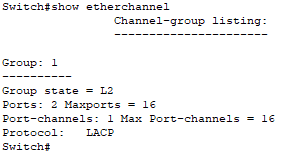 Switch#show etherchannel
Channel-group listing:
----------------------
Group: 1
----------
Group state = L2
Ports: 2 Maxports = 16
Port-channels: 1 Max Port-channels = 16
Protocol:   LACP
Switch#